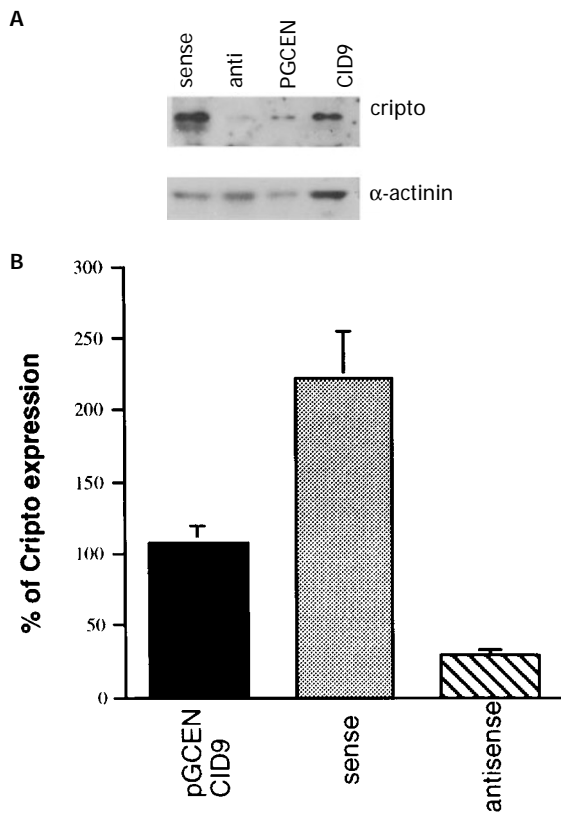 A
sense
anti
PGCEN
CID9
cripto
α-actinin
B
% of Cripto expression
300
250
200
150
100
50
0
pGCEN
CID9
sense
antisense